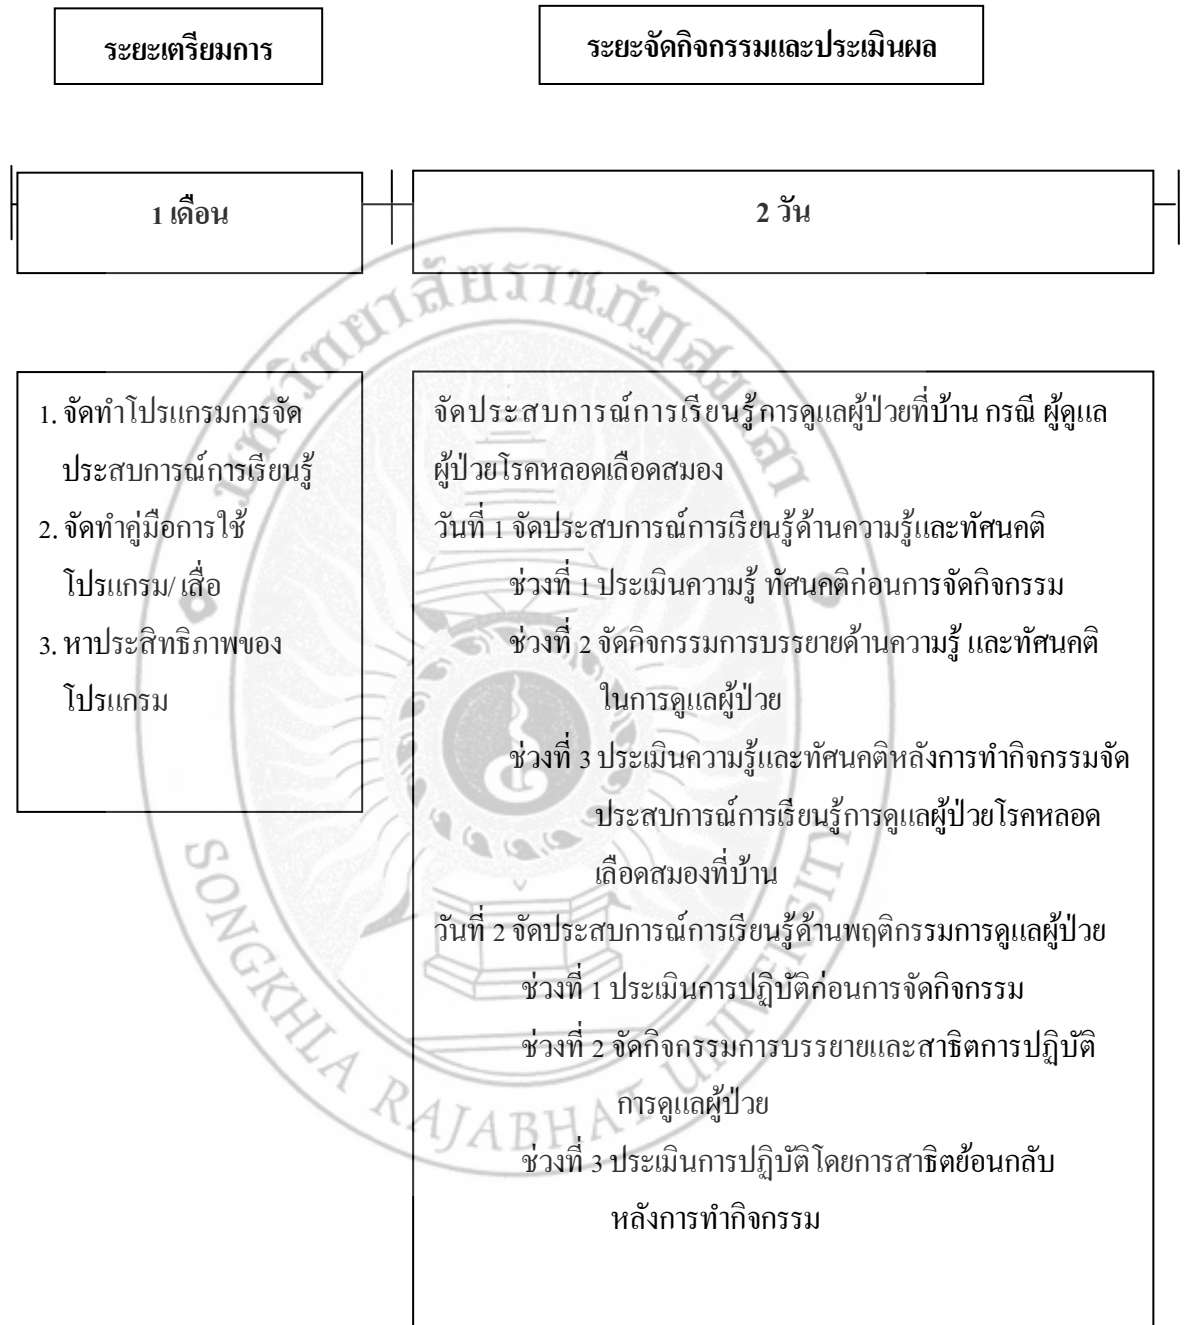 ระยะเตรียมการ
ระยะจัดกิจกรรมและประเมินผล
1 เดือน
2 วัน
1. จัดทำโปรแกรมการจัด
ประสบการณ์การเรียนรู้
2. จัดทำคู่มือการใช้
โปรแกรม/ เสื่อ
3. หาประสิทธิภาพของ
โปรแกรม
จัดประสบการณ์การเรียนรู้การดูแลผู้ป่วยที่บ้าน กรณี ผู้ดูแล
ผู้ป่วยโรคหลอดเลือดสมอง
วันที่ 1 จัดประสบการณ์การเรียนรู้ด้านความรู้และทัศนคติ
ช่วงที่ 1 ประเมินความรู้ ทัศนคติก่อนการจัดกิจกรรม
ช่วงที่ 2 จัดกิจกรรมการบรรยายด้านความรู้ และทัศนคติ
ในการดูแลผู้ป่วย
ช่วงที่ 3 ประเมินความรู้และทัศนคติหลังการทำกิจกรรมจัด
ประสบการณ์การเรียนรู้การดูแลผู้ป่วยโรคหลอด
เลือดสมองที่บ้าน
วันที่ 2 จัดประสบการณ์การเรียนรู้ด้านพฤติกรรมการดูแลผู้ป่วย
ช่วงที่ 1 ประเมินการปฏิบัติก่อนการจัดกิจกรรม
ช่วงที่ 2 จัดกิจกรรมการบรรยายและสาธิตการปฏิบัติ
การดูแลผู้ป่วย
ช่วงที่ 3 ประเมินการปฏิบัติโดยการสาธิตย้อนกลับ
หลังการทำกิจกรรม
มหาวิทยาลัยราชภัฏสงขลา
SONGKHLA RAJABHAT UNIVERSITY